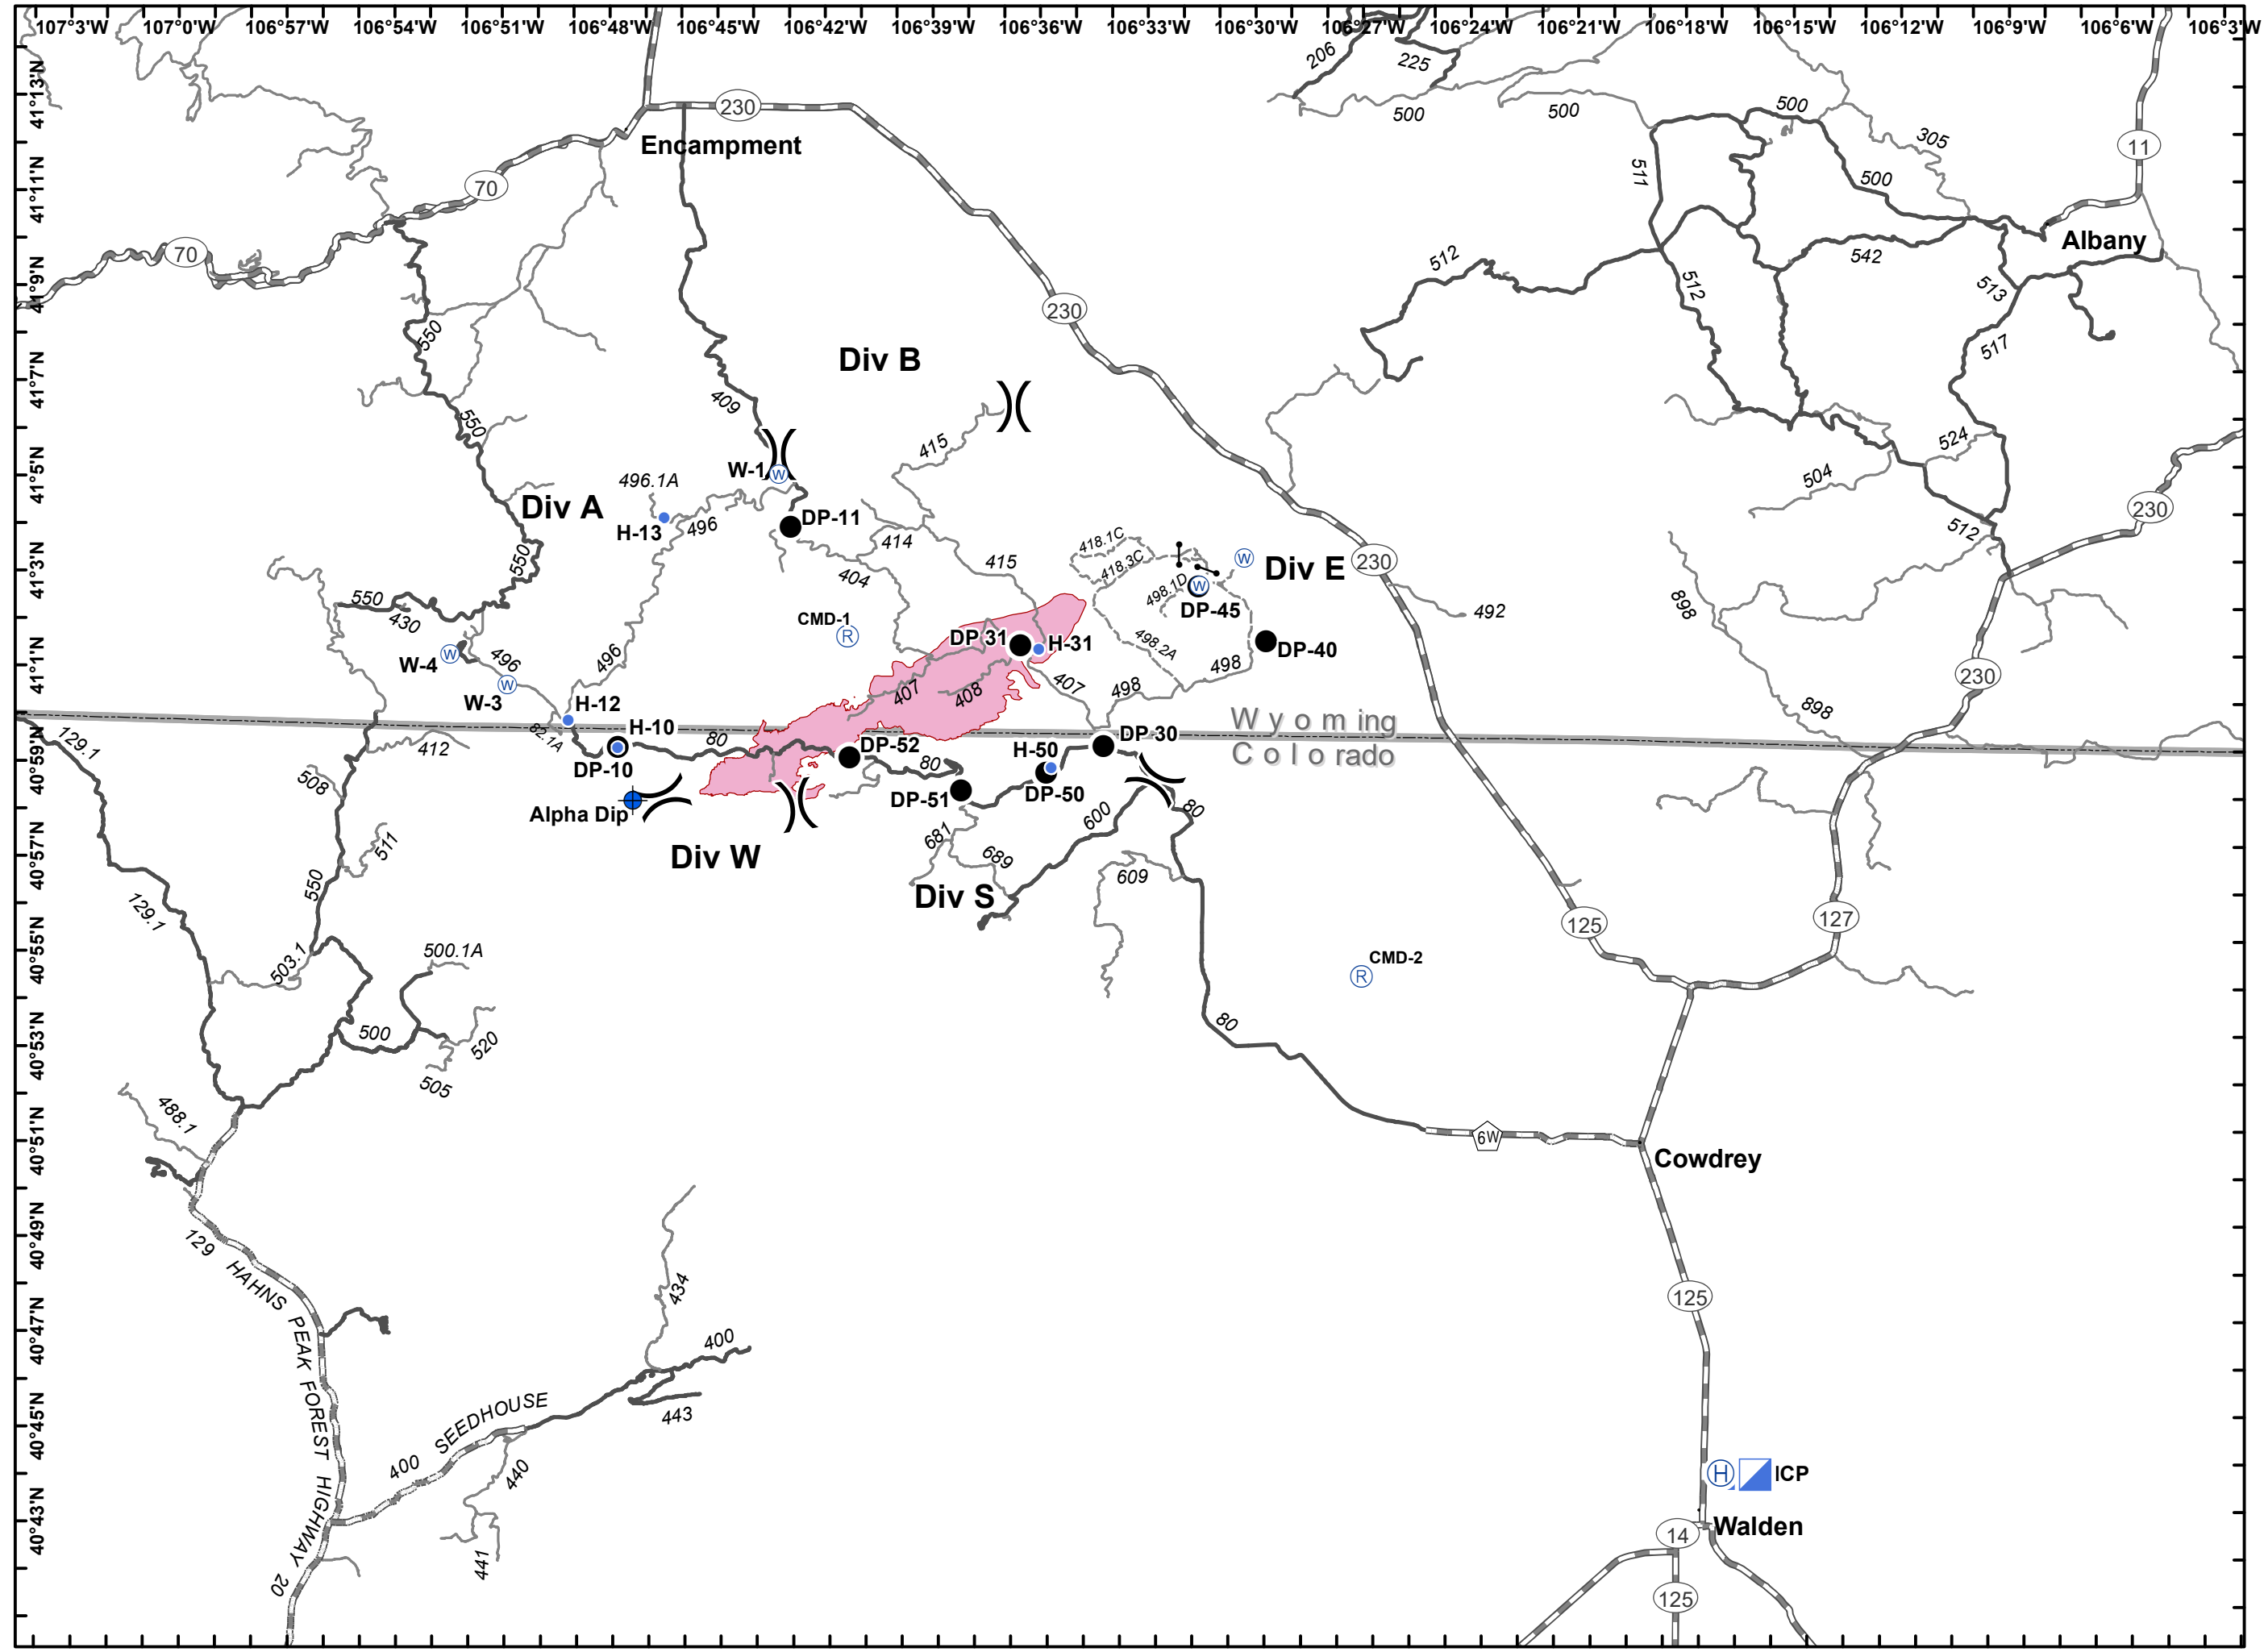 107°3'W 107°0'W 106°57'W 106°54'W 106°51'W 106°48'W 106°45'W 106°42'W 106°39'W 106°36'W 106°33'W 106°30'W 106°27'W 106°24'W 106°21'W 106°18'W 106°15'W 106°12'W 106°9'W 106°6'W 106°3'W
41°13'N
41°11'N
41°9'N
41°7'N
41°5'N
41°3'N
41°1'N
40°59'N
40°57'N
40°55'N
40°53'N
40°51'N
40°49'N
40°47'N
40°45'N
40°43'N
206
225
500
500
500
305
11
230
Encampment
70
70
511
500
Albany
512
542
512
513
517
230
550
Div B
409
550
415
524
504
W-1
W
496.1A
Div A
H-13
496
DP-11
414
230
512
550
404
415
418.1C
418.3C
W
Div E
230
498.1D
W
DP-45
492
550
430
CMD-1
R
DP 31
H-31
DP-40
898
W-4
W
496
496
498.2A
498
W-3
W
407
408
407
498
230
H-12
82.1A
H-10
80
DP-52
DP 30
Wyoming
Colorado
898
129.1
412
DP-10
80
H-50
508
Alpha Dip
DP-51
DP-50
80
600
681
689
Div W
511
609
Div S
550
129.1
125
127
503.1
500.1A
CMD-2
R
500
520
80
505
488.1
6W
Cowdrey
129
HAHNS PEAK FOREST HIGHWAY
434
125
400
SEEDHOUSE
443
400
440
H
ICP
441
14
Walden
20
125